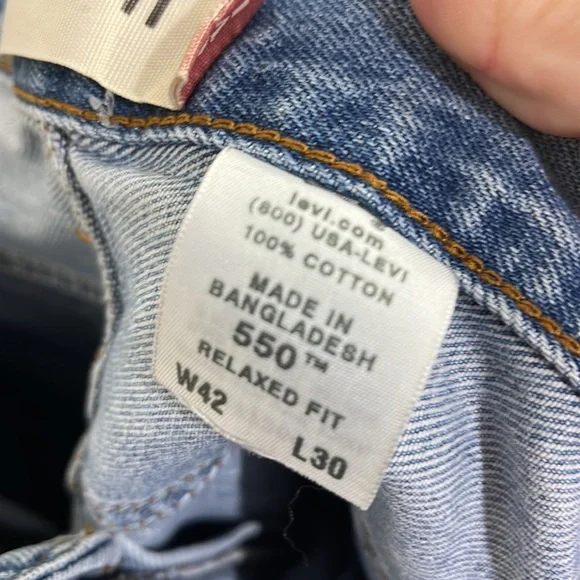 levi.com
(800) USA-LEVI
100% COTTON
MADE IN
BANGLADESH
550™
RELAXED FIT
W42
L30